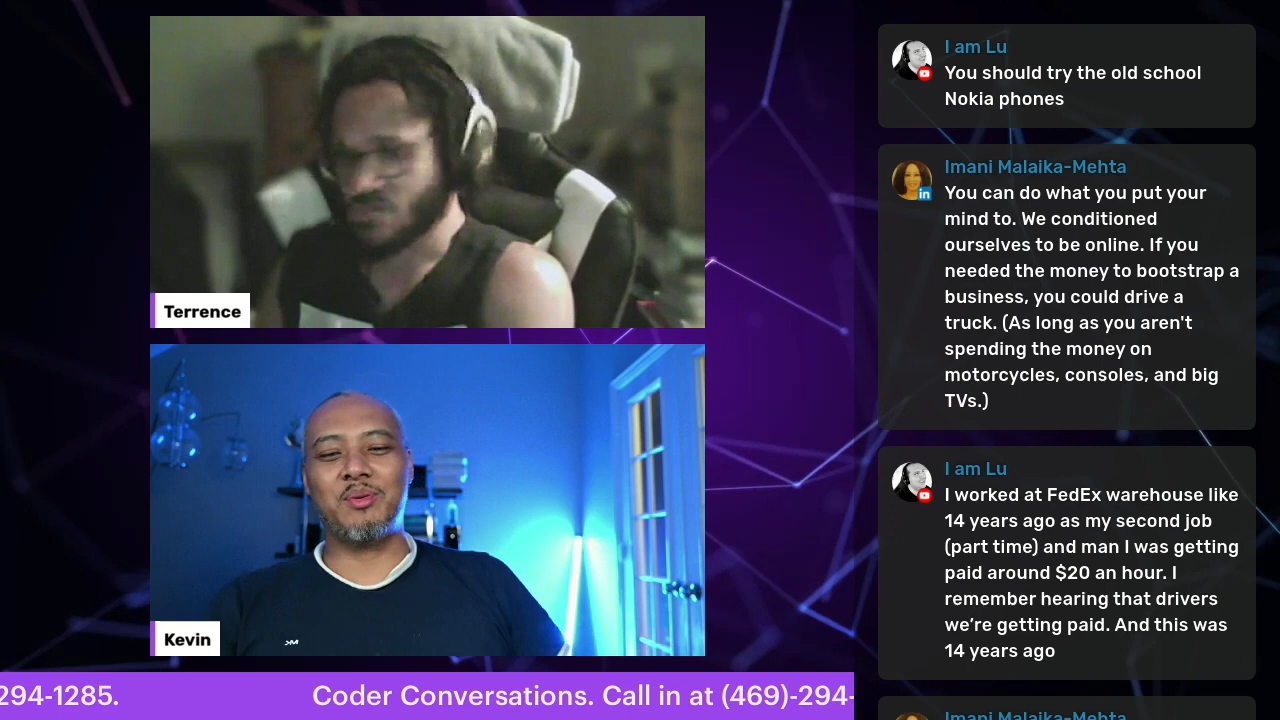 Terrence
Kevin
294-1285.
Coder Conversations. Call in at (469)-294-
I am Lu
You should try the old school
Nokia phones
Imani Malaika-Mehta
You can do what you put your
mind to. We conditioned
ourselves to be online. If you
needed the money to bootstrap a
business, you could drive a
truck. (As long as you aren't
spending the money on
motorcycles, consoles, and big
TVs.)
I am Lu
I worked at FedEx warehouse like
14 years ago as my second job
(part time) and man I was getting
paid around $20 an hour. I
remember hearing that drivers
we’re getting paid. And this was
14 years ago
Imani Malaika-Mehta